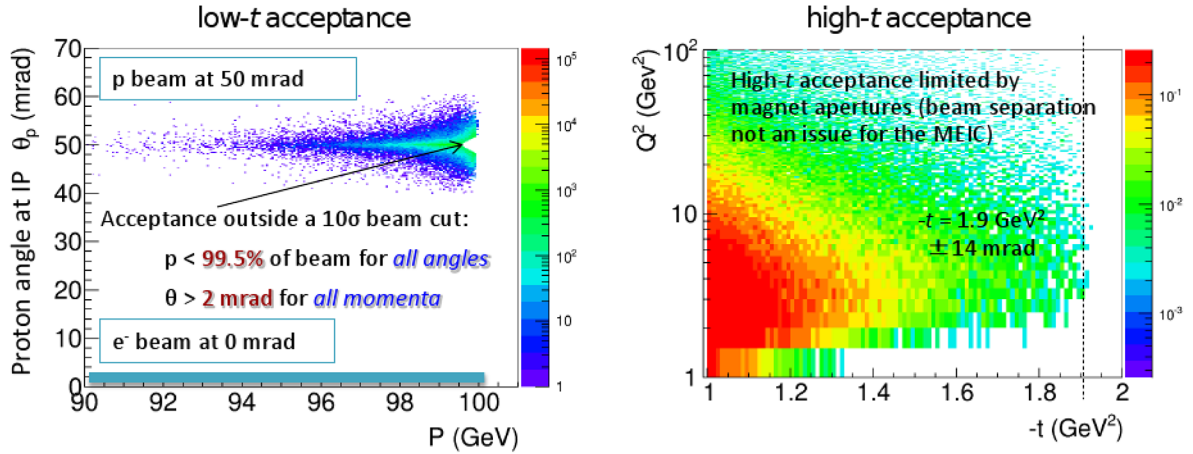 low-t acceptance
Proton angle at IP θp (mrad)
70
60
50
40
30
20
10
0
p beam at 50 mrad
Acceptance outside a 10σ beam cut:
p < 99.5% of beam for all angles
θ > 2 mrad for all momenta
e- beam at 0 mrad
90 92 94 96 98 100
P (GeV)
10^5
10^4
10^3
10^2
10
1
high-t acceptance
Q^2 (Gev^2)
10^2
10
1
High-t acceptance limited by
magnet apertures (beam separation
not an issue for the MEIC)
-t = 1.9 GeV^2
±14 mrad
1 1.2 1.4 1.6 1.8 2
-t (GeV^2)
10^-1
10^-2
10^-3